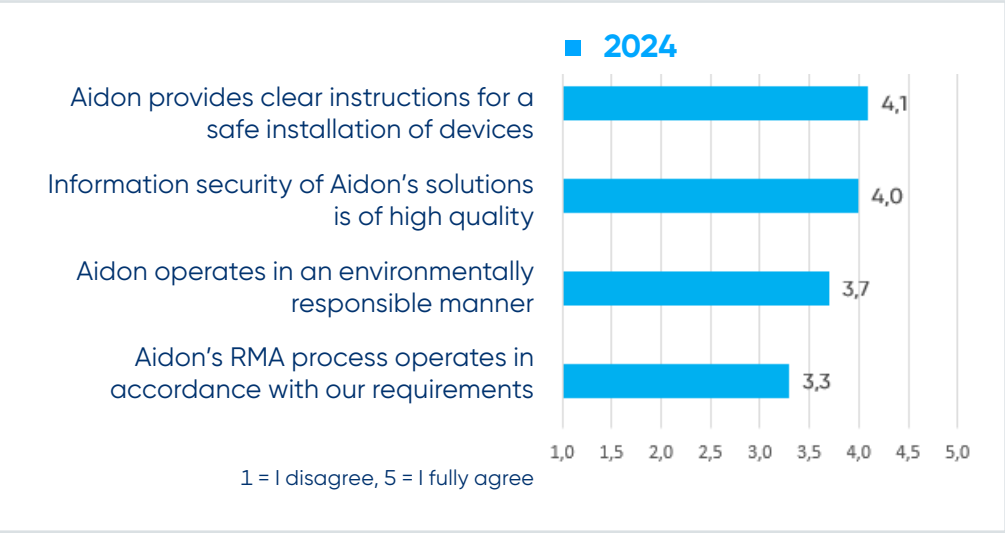 2024
Aidon provides clear instructions for a
safe installation of devices
4,1
Information security of Aidon’s solutions
is of high quality
4,0
Aidon operates in an environmentally
responsible manner
3,7
Aidon’s RMA process operates in
accordance with our requirements
3,3
1,0 1,5 2,0 2,5 3,0 3,5 4,0 4,5 5,0
1 = I disagree, 5 = I fully agree